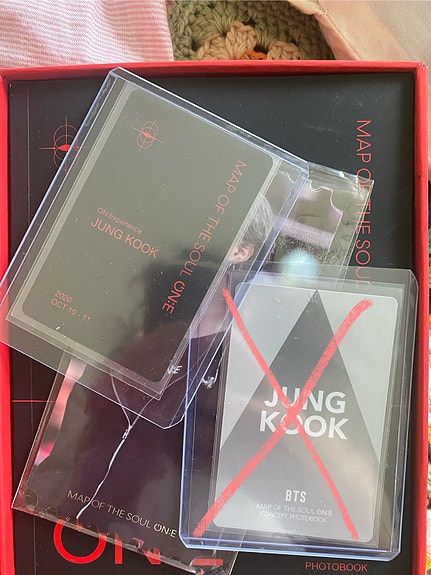 MAP OF THE SOUL ON:E
ON:Experience
JUNG KOOK
2020
OCT 10 - 11
MAP OF THE SOUL
JUNG
KOOK
BTS
MAP OF THE SOUL ON:E
CONCEPT PHOTOBOOK
MAP OF THE SOUL ON:E
ON:E
PHOTOBOOK